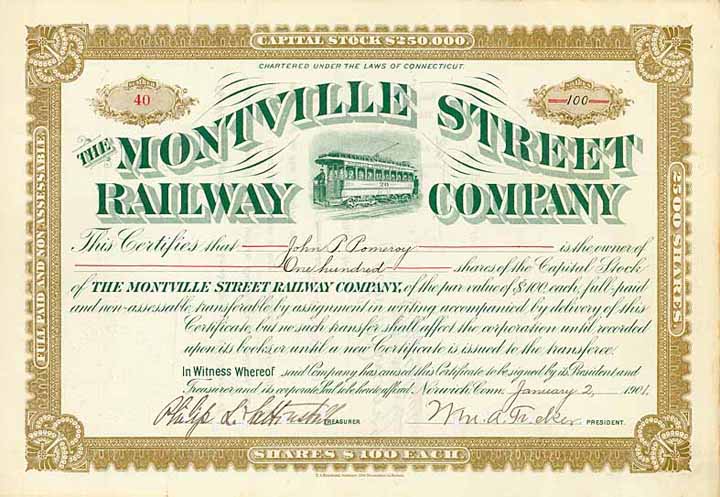 CAPITAL STOCK $250,000.
CHARTERED UNDER THE LAWS OF CONNECTICUT.
40
100
THE MONTVILLE STREET
RAILWAY COMPANY
20
This Certifies that John P. Pomeroy is the owner of
One hundred shares of the Capital Stock
of THE MONTVILLE STREET RAILWAY COMPANY, of the par value of $100 each, full-paid
and non-assessable, transferable by assignment in writing accompanied by delivery of this
Certificate, but no such transfer shall affect the corporation until recorded
upon its books, or until a new Certificate is issued to the transferee.
In Witness Whereof said Company has caused this Certificate to be signed by its President and
Treasurer and its corporate Seal to be hereto affixed. Norwich Conn. January 2, 1901.
Philip TREASURER
Wm. A. Tucker PRESIDENT.
FULL PAID AND NON-ASSESSABLE
2500 SHARES.
SHARES $100 EACH.